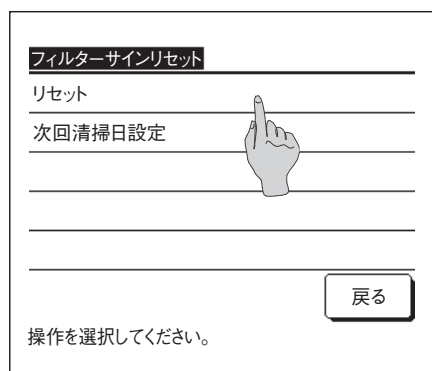 フィルターサインリセット
リセット
次回清掃日設定
戻る
操作を選択してください。